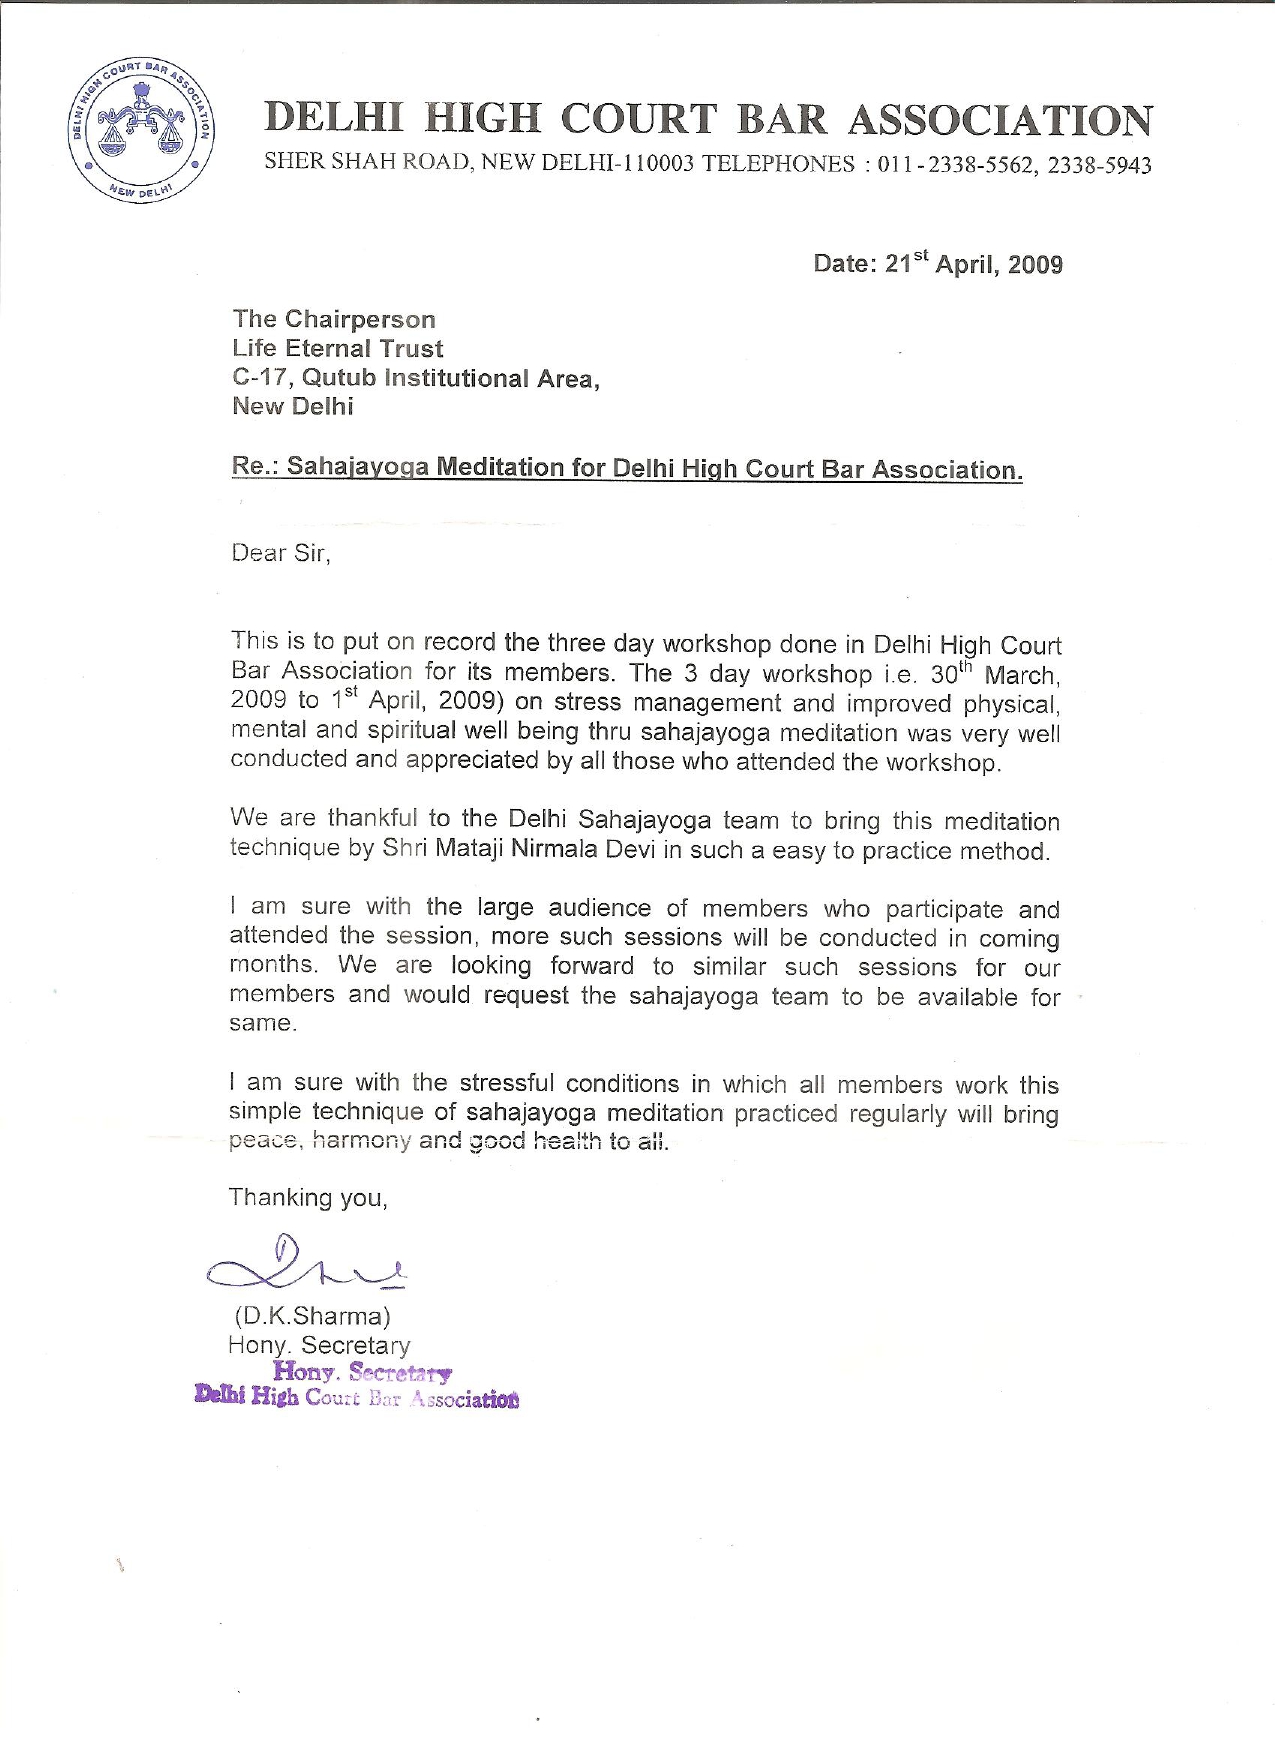 DELHI HIGH COURT BAR ASSOCIATION
NEW DELHI
DELHI HIGH COURT BAR ASSOCIATION
SHER SHAH ROAD, NEW DELHI-110003 TELEPHONES : 011-2338-5562, 2338-5943
Date: 21st April, 2009
The Chairperson
Life Eternal Trust
C-17, Qutub Institutional Area,
New Delhi
Re.: Sahajayoga Meditation for Delhi High Court Bar Association.
Dear Sir,
This is to put on record the three day workshop done in Delhi High Court
Bar Association for its members. The 3 day workshop i.e. 30th March,
2009 to 1st April, 2009) on stress management and improved physical,
mental and spiritual well being thru sahajayoga meditation was very well
conducted and appreciated by all those who attended the workshop.
We are thankful to the Delhi Sahajayoga team to bring this meditation
technique by Shri Mataji Nirmala Devi in such a easy to practice method.
I am sure with the large audience of members who participate and
attended the session, more such sessions will be conducted in coming
months. We are looking forward to similar such sessions for our
members and would request the sahajayoga team to be available for
same.
I am sure with the stressful conditions in which all members work this
simple technique of sahajayoga meditation practiced regularly will bring
peace, harmony and good health to all.
Thanking you,
(D.K.Sharma)
Hony. Secretary
Hony. Secretary
Delhi High Court Bar Association